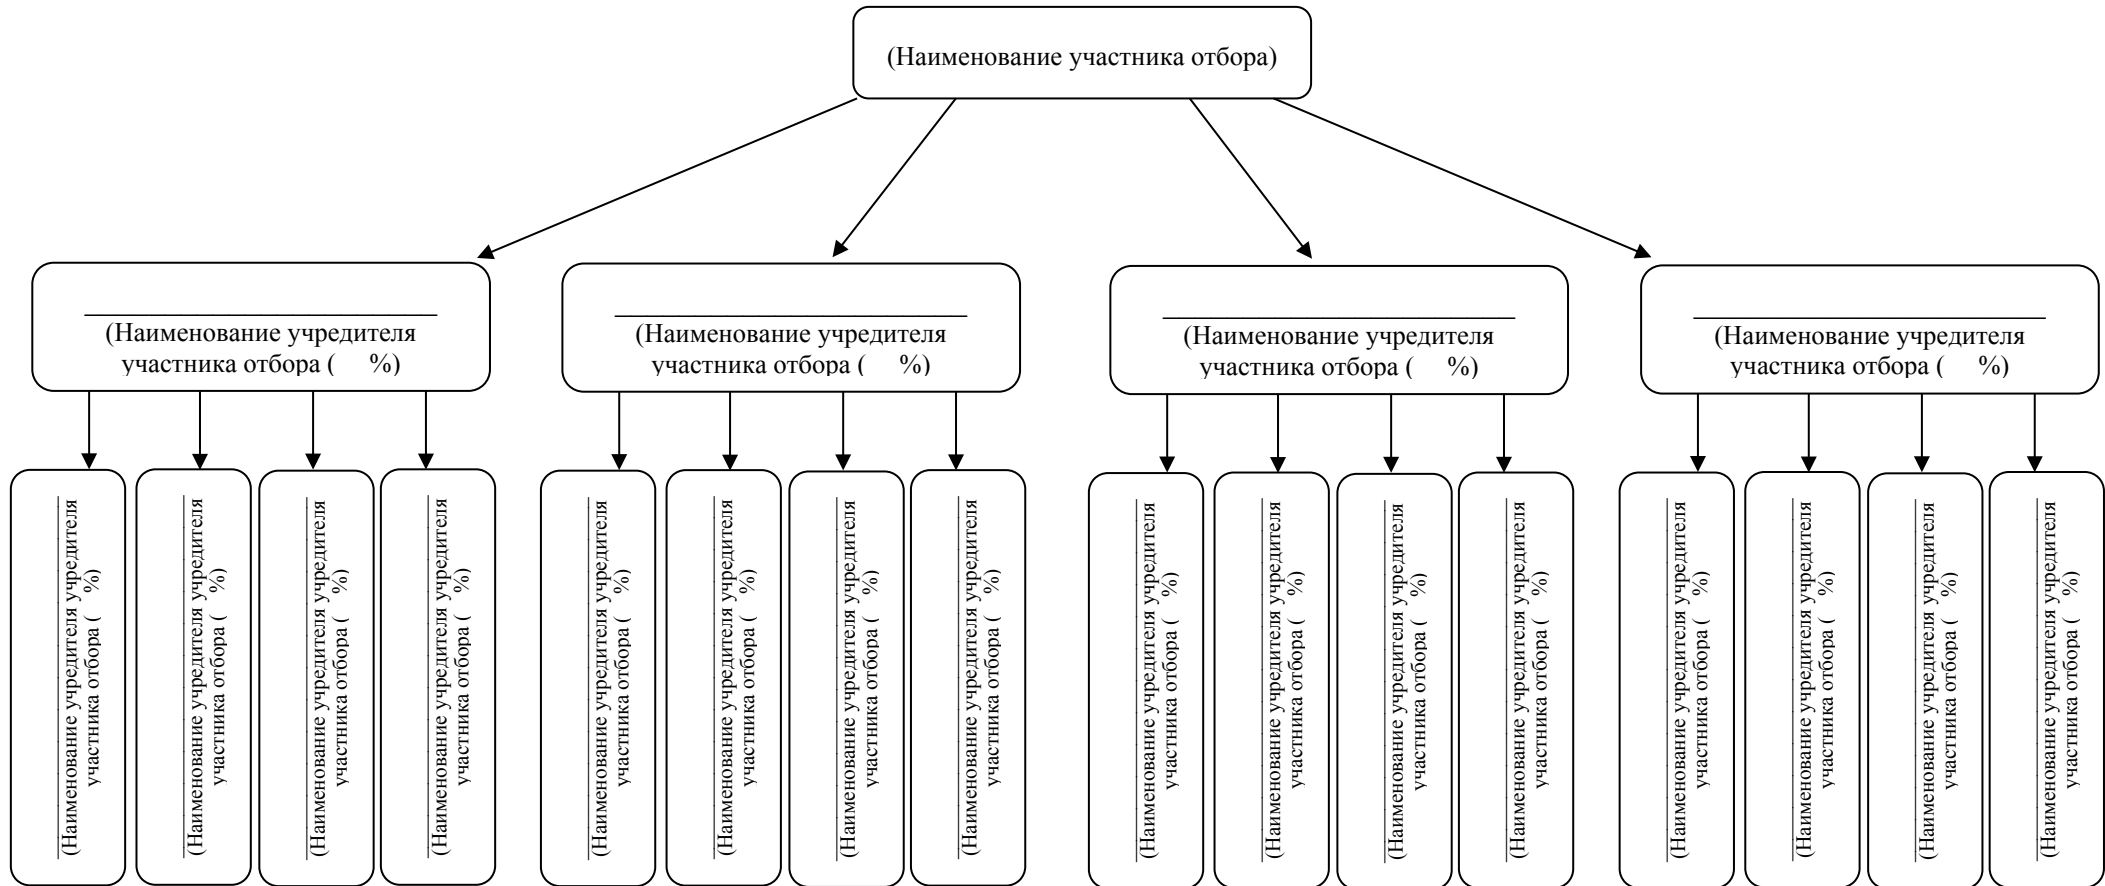 (Наименование участника отбора)
(Наименование учредителя
участника отбора (    %)
(Наименование учредителя
участника отбора (    %)
(Наименование учредителя
участника отбора (    %)
(Наименование учредителя
участника отбора (    %)
(Наименование учредителя учредителя
участника отбора (   %)
(Наименование учредителя учредителя
участника отбора (   %)
(Наименование учредителя учредителя
участника отбора (   %)
(Наименование учредителя учредителя
участника отбора (   %)
(Наименование учредителя учредителя
участника отбора (   %)
(Наименование учредителя учредителя
участника отбора (   %)
(Наименование учредителя учредителя
участника отбора (   %)
(Наименование учредителя учредителя
участника отбора (   %)
(Наименование учредителя учредителя
участника отбора (   %)
(Наименование учредителя учредителя
участника отбора (   %)
(Наименование учредителя учредителя
участника отбора (   %)
(Наименование учредителя учредителя
участника отбора (   %)
(Наименование учредителя учредителя
участника отбора (   %)
(Наименование учредителя учредителя
участника отбора (   %)
(Наименование учредителя учредителя
участника отбора (   %)
(Наименование учредителя учредителя
участника отбора (   %)